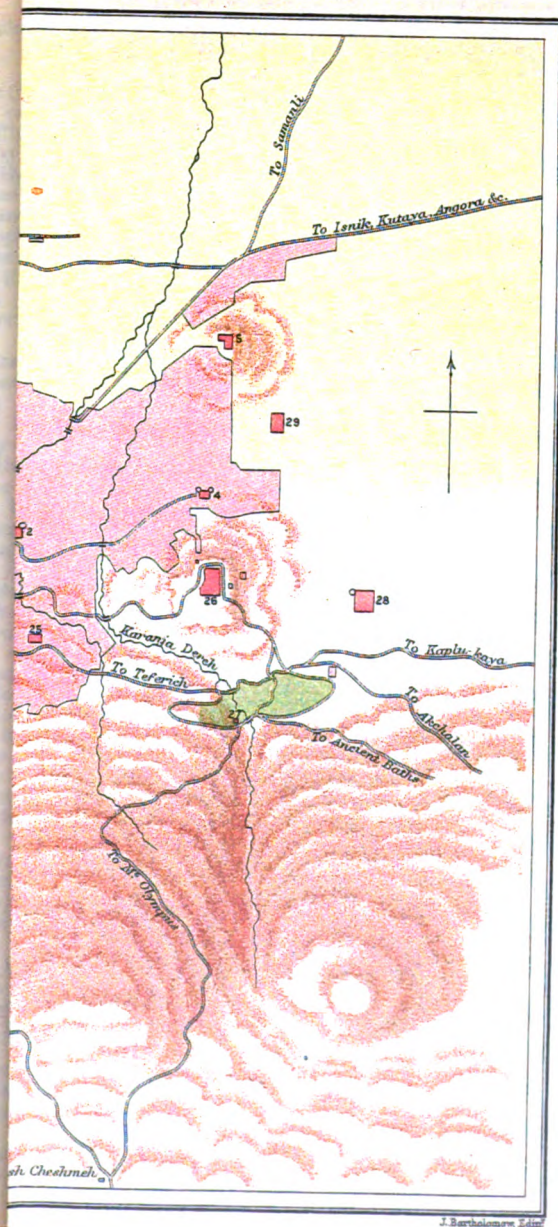 To Samanli
To Isnik, Kutaya, Angora &c.
5
29
4
2
26
28
25
Karania Dereh
To Kaplu-kaya
To Teferich
27
To Abchalar
To Ancient Baths
To Mt. Olympus
sh Cheshmeh
J. Bartholomew, Edin